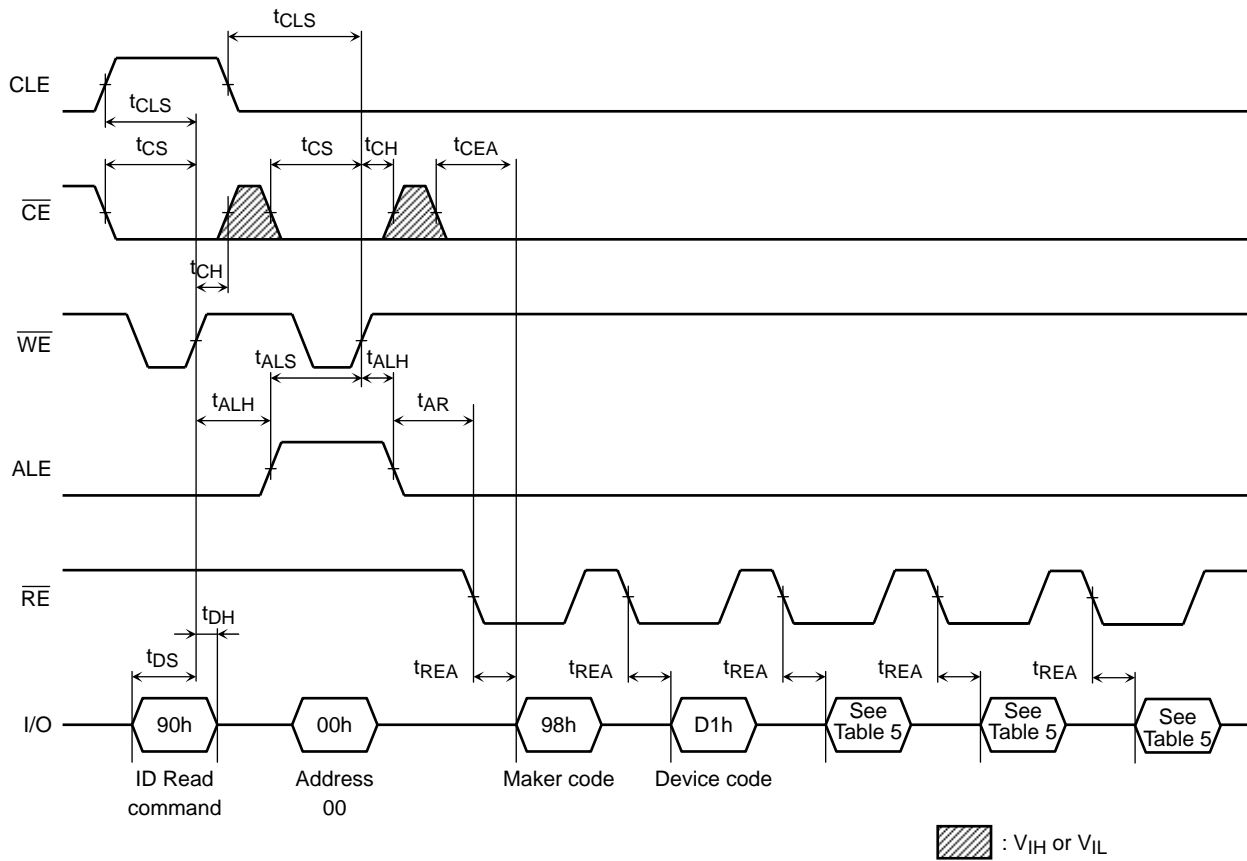 tCLS
CLE
tCLS
tCS
tCS
tCH
tCEA
CE
tCH
WE
tALS
tALH
tALH
tAR
ALE
RE
tDH
tDS
tREA
tREA
tREA
tREA
tREA
I/O
90h
00h
98h
D1h
See
Table 5
See
Table 5
See
Table 5
ID Read
command
Address
00
Maker code
Device code
: VIH or VIL